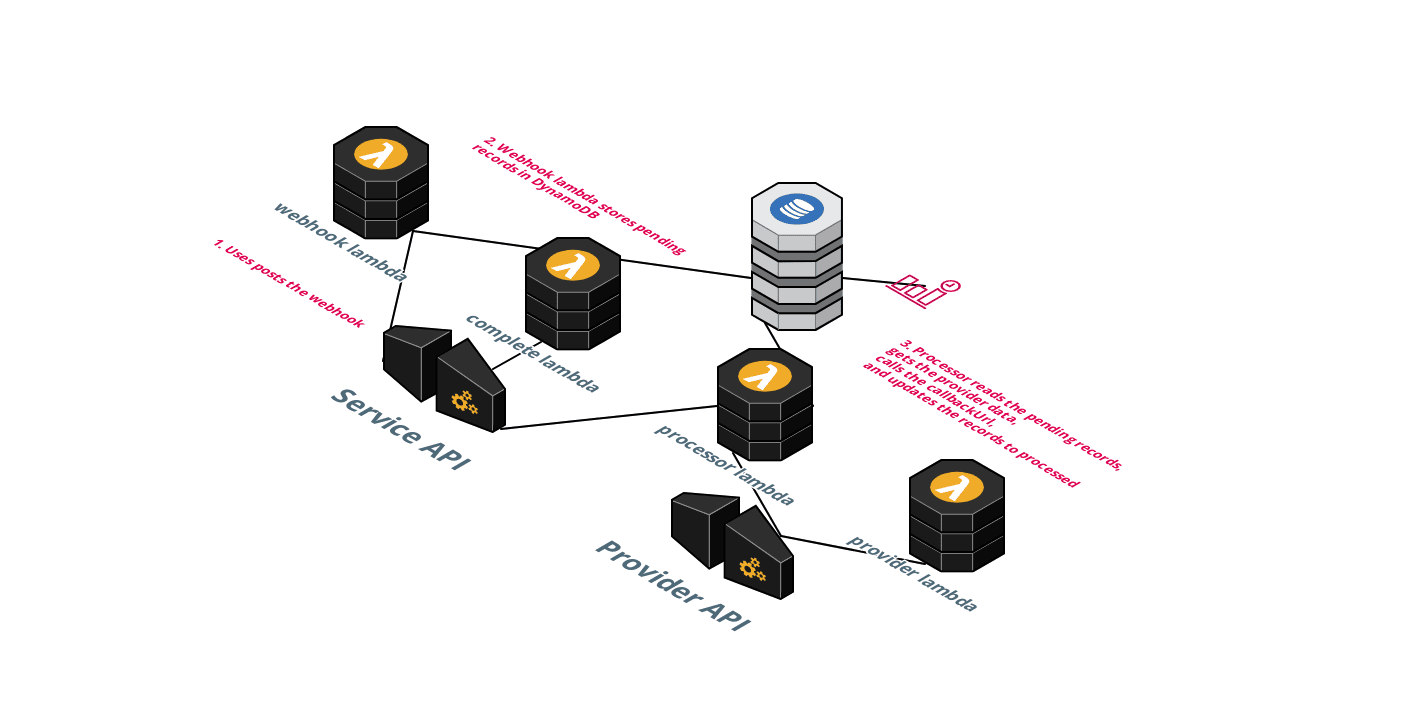 2. Webhook lambda stores pending
records in DynamoDB
webhook lambda
1. Uses posts the webhook
complete lambda
3. Processor reads the pending records,
gets the provider data,
calls the callbackUrl,
and updates the records to processed
Service API
processor lambda
provider lambda
Provider API